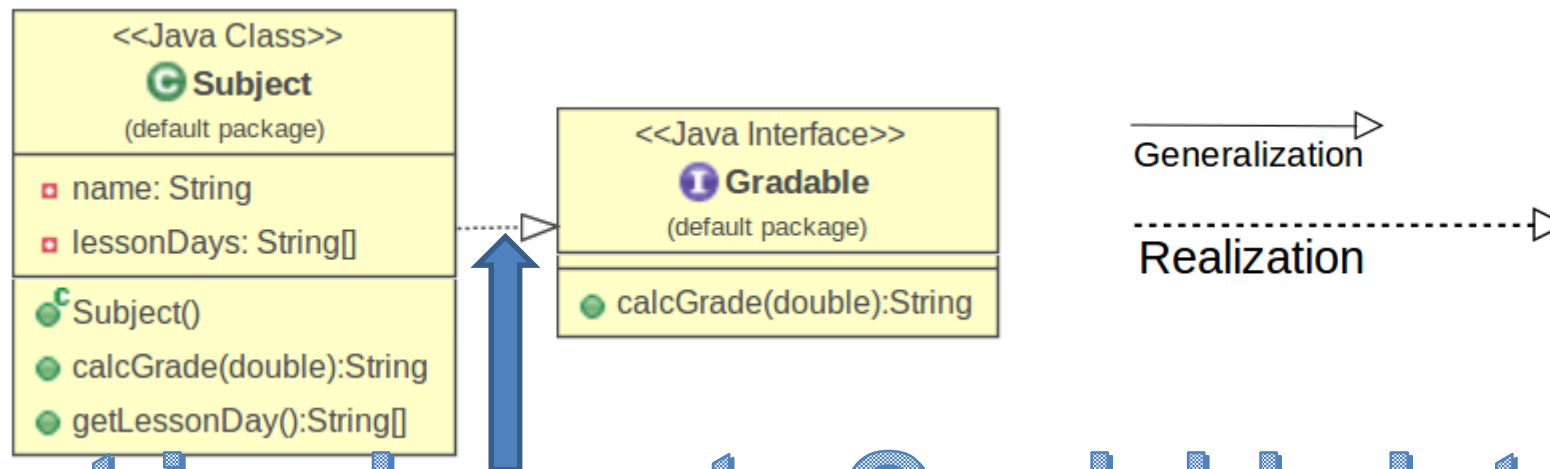 <<Java Class>>
C Subject
(default package)
name: String
lessonDays: String[]
C Subject()
calcGrade(double):String
getLessonDay():String[]
<<Java Interface>>
I Gradable
(default package)
calcGrade(double):String
Generalization
Realization